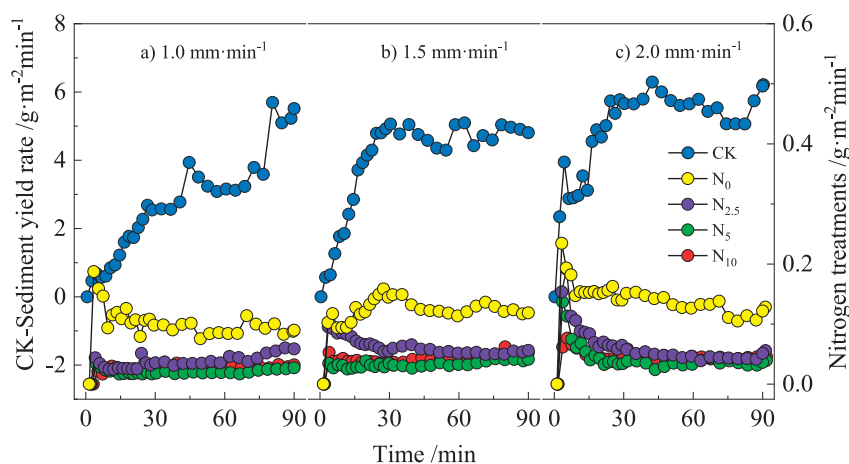 8
6
4
2
0
-2
CK-Sediment yield rate /g·m⁻²min⁻¹
a) 1.0 mm·min⁻¹
b) 1.5 mm·min⁻¹
c) 2.0 mm·min⁻¹
CK
N₀
N₂.₅
N₅
N₁₀
0.6
0.4
0.2
0.0
Nitrogen treatments /g·m⁻²min⁻¹
0 30 60 90 0 30 60 90 0 30 60 90
Time /min